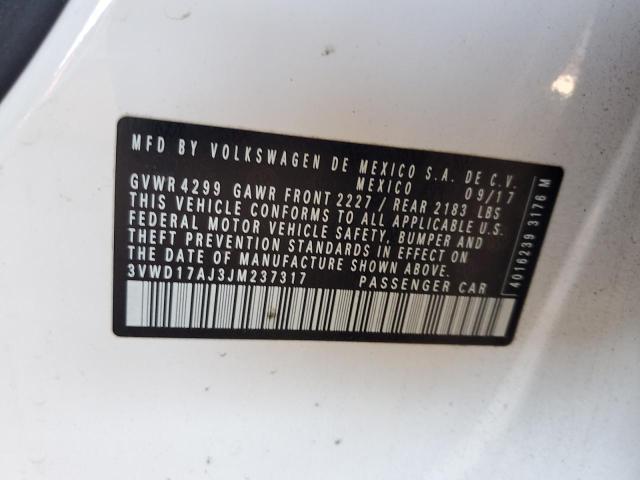 MFD BY VOLKSWAGEN DE MEXICO S.A. DE C.V.
MEXICO 09/17
GVWR 4299 GAWR FRONT 2227 / REAR 2183 LBS
THIS VEHICLE CONFORMS TO ALL APPLICABLE U.S.
FEDERAL MOTOR VEHICLE SAFETY, BUMPER AND
THEFT PREVENTION STANDARDS IN EFFECT ON
THE DATE OF MANUFACTURE SHOWN ABOVE.
3VWD17AJ3JM237317 PASSENGER CAR
4016239 3176 M